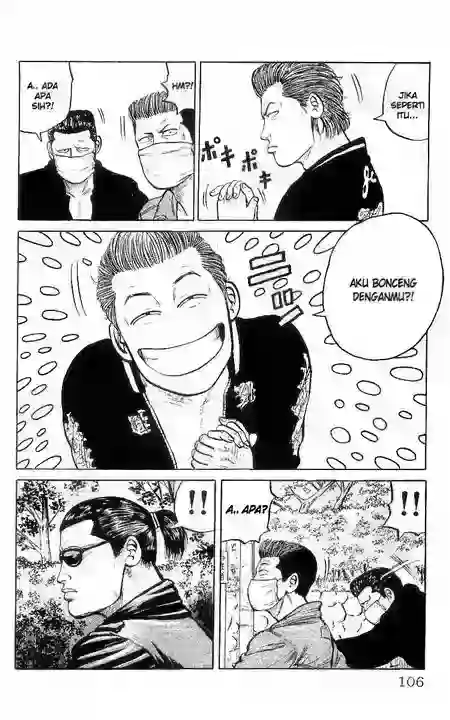 A.. ADA
APA
SIH?!
HM?!
JIKA
SEPERTI
ITU...
ポキ
ポキ
AKU BONCENG
DENGANMU?!
!!
A.. APA?
!!
106